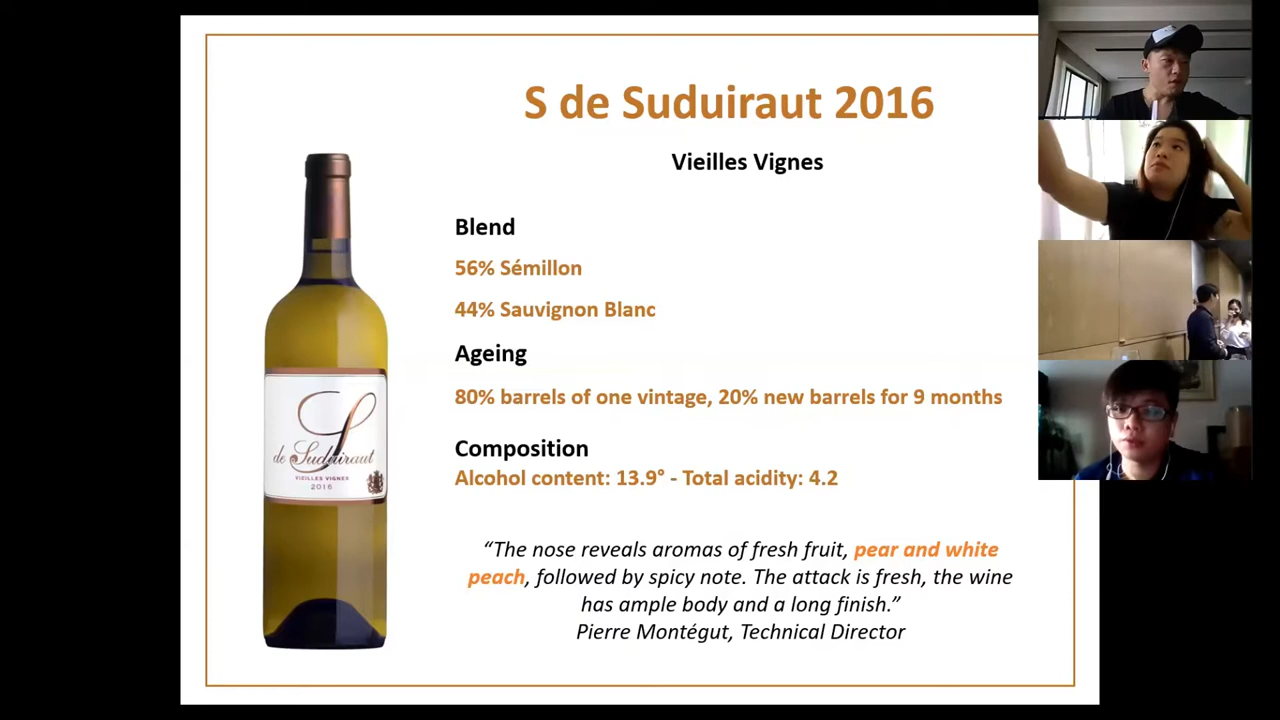 S de Suduiraut 2016
Vieilles Vignes
Blend
56% Sémillon
44% Sauvignon Blanc
Ageing
80% barrels of one vintage, 20% new barrels for 9 months
Composition
Alcohol content: 13.9° - Total acidity: 4.2
“The nose reveals aromas of fresh fruit, pear and white
peach, followed by spicy note. The attack is fresh, the wine
has ample body and a long finish.”
Pierre Montégut, Technical Director
S
de Suduiraut
VIEILLES VIGNES
2016